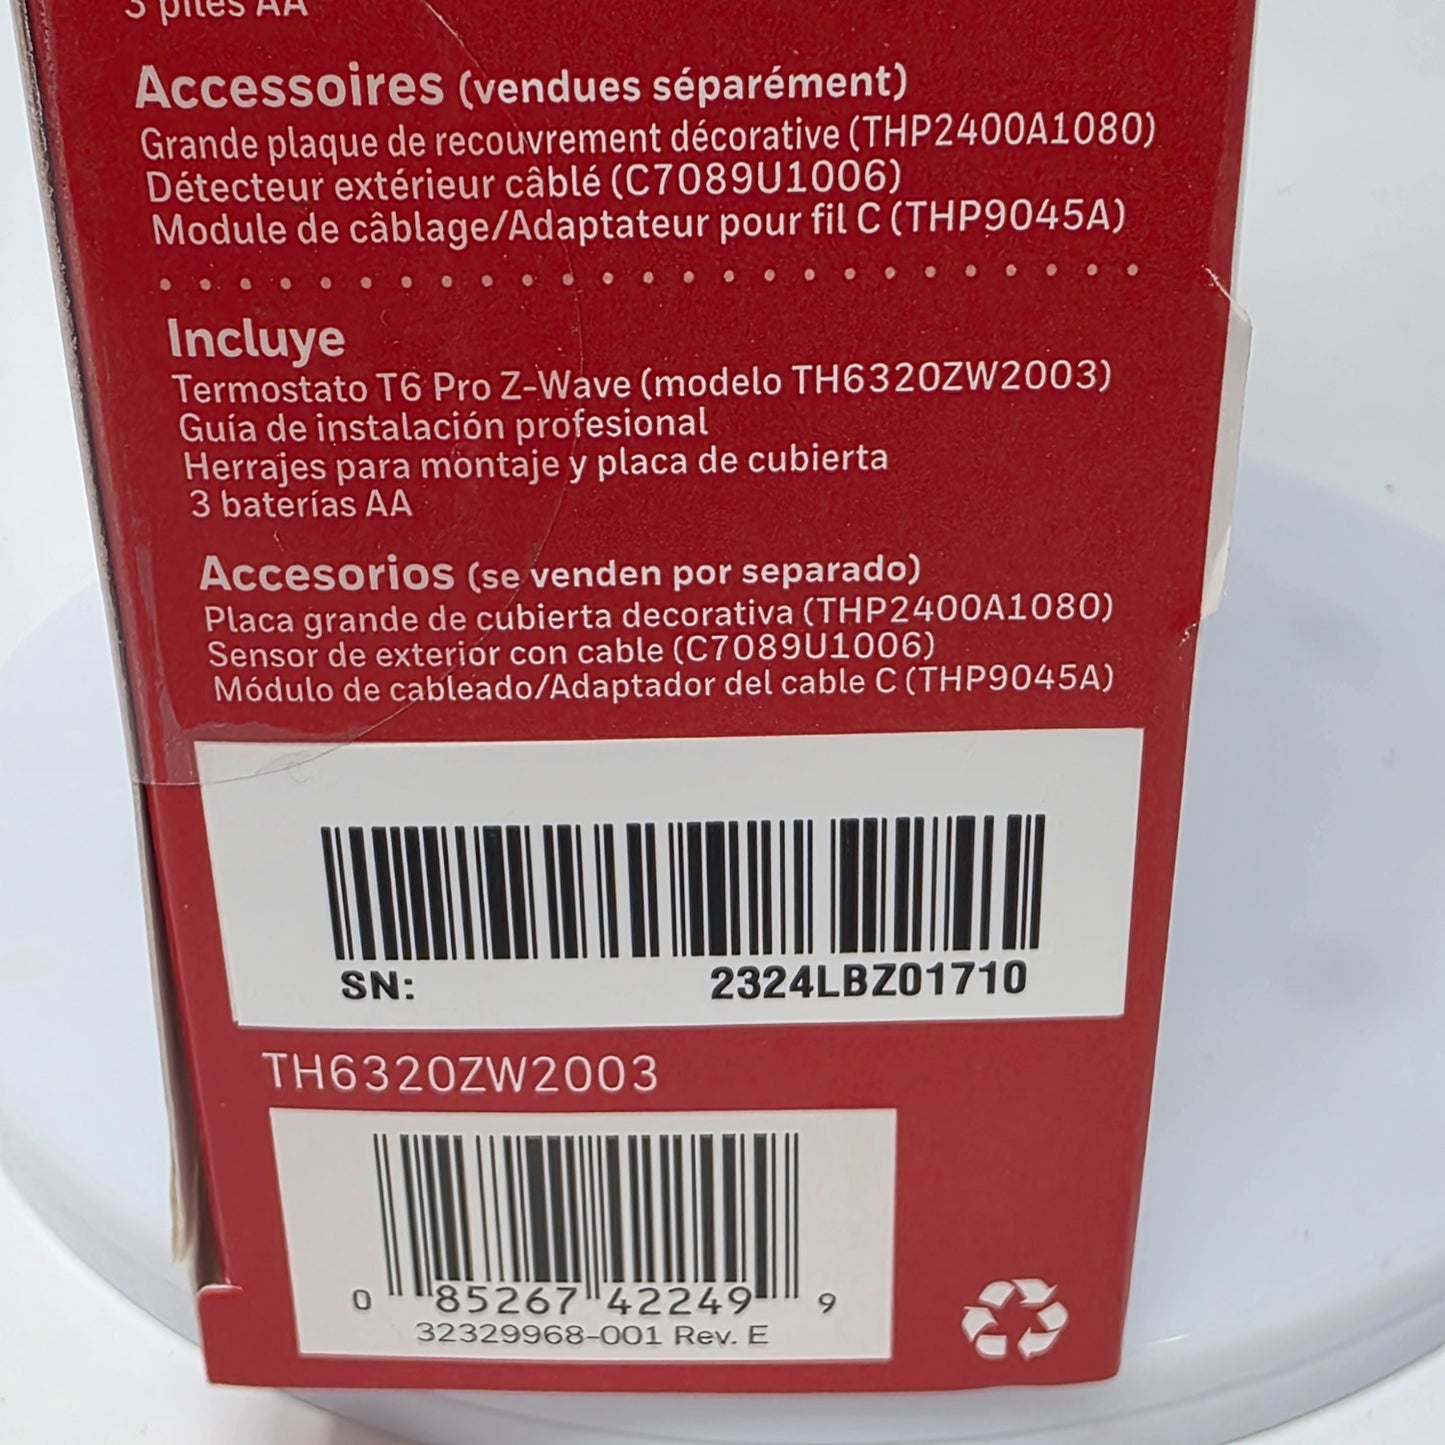 3 piles AA
Accessoires (vendues séparément)
Grande plaque de recouvrement décorative (THP2400A1080)
Détecteur extérieur câblé (C7089U1006)
Module de câblage/Adaptateur pour fil C (THP9045A)
Incluye
Termostato T6 Pro Z-Wave (modelo TH6320ZW2003)
Guía de instalación profesional
Herrajes para montaje y placa de cubierta
3 baterías AA
Accesorios (se venden por separado)
Placa grande de cubierta decorativa (THP2400A1080)
Sensor de exterior con cable (C7089U1006)
Módulo de cableado/Adaptador del cable C (THP9045A)
SN: 2324LBZ01710
TH6320ZW2003
0 85267 42249 9
32329968-001 Rev. E